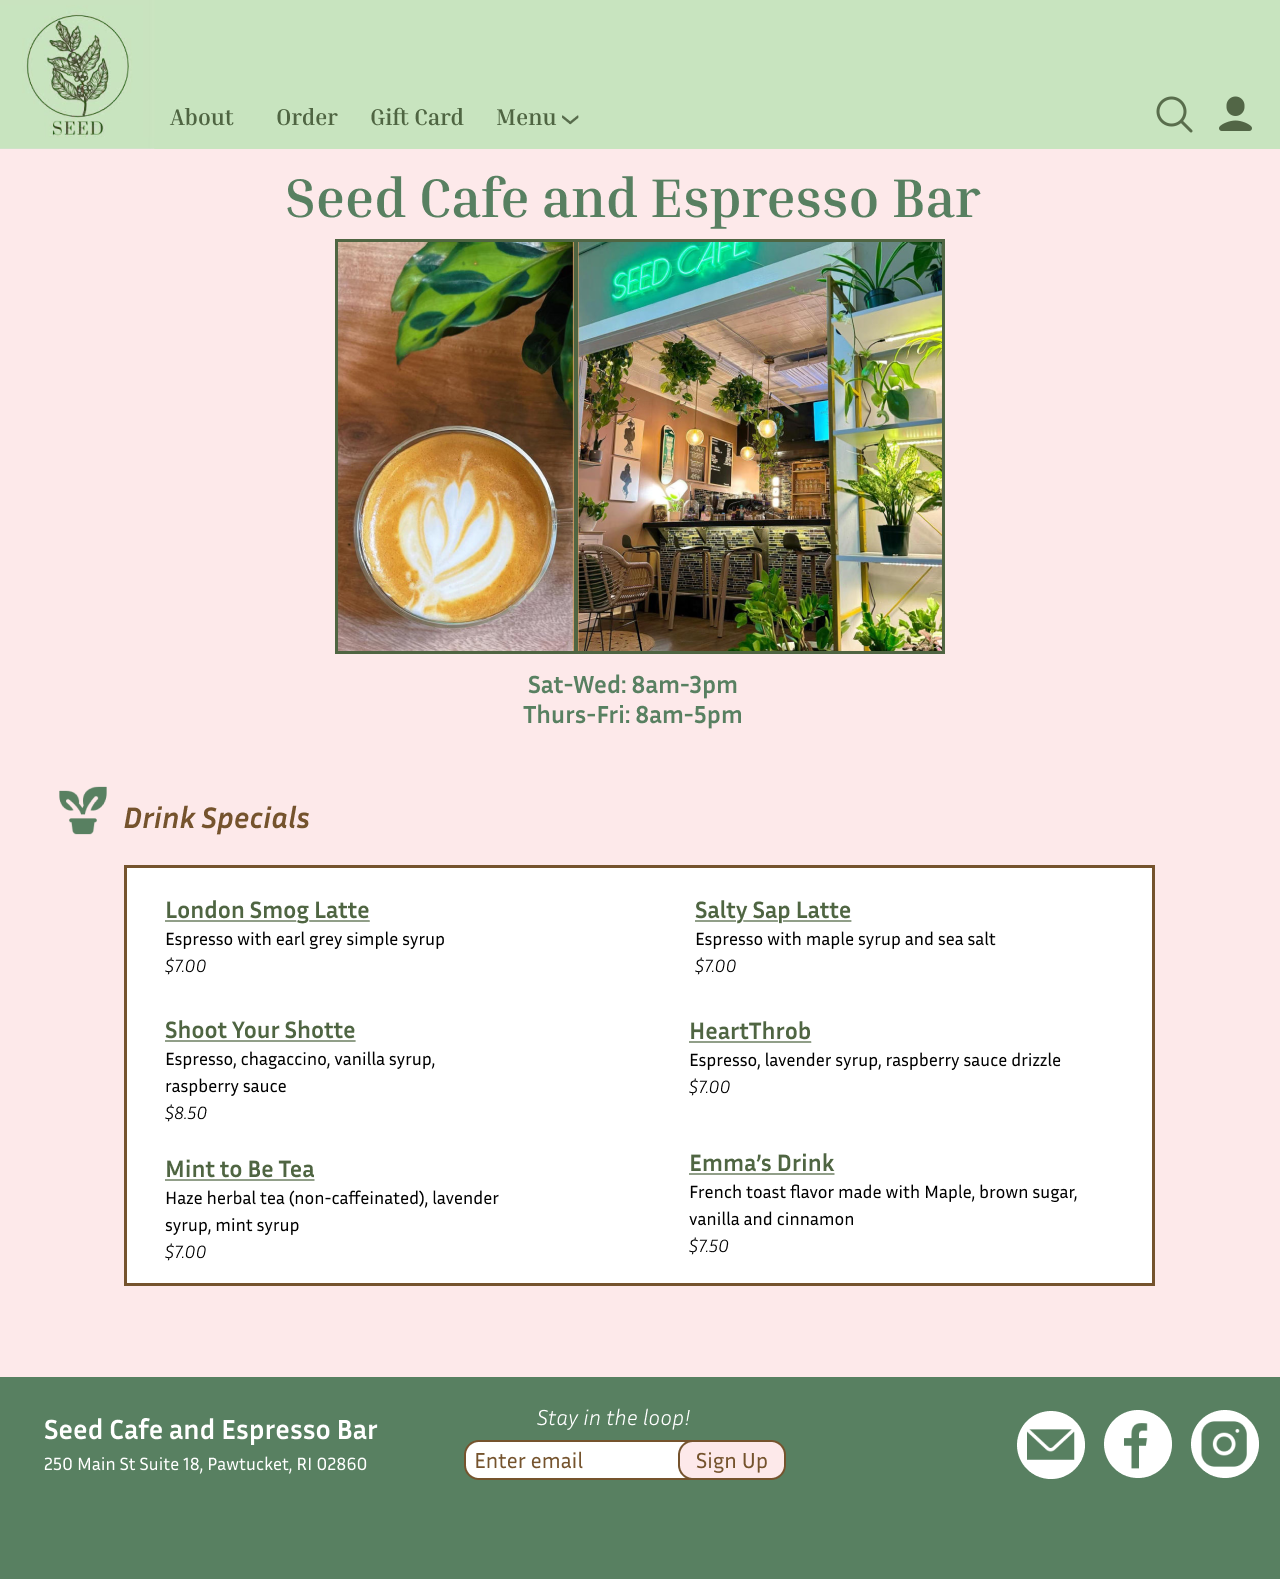 SEED
About
Order
Gift Card
Menu
Seed Cafe and Espresso Bar
SEED CAFE
Sat-Wed: 8am-3pm
Thurs-Fri: 8am-5pm
Drink Specials
London Smog Latte
Espresso with earl grey simple syrup
$7.00
Shoot Your Shotte
Espresso, chagaccino, vanilla syrup,
raspberry sauce
$8.50
Mint to Be Tea
Haze herbal tea (non-caffeinated), lavender
syrup, mint syrup
$7.00
Salty Sap Latte
Espresso with maple syrup and sea salt
$7.00
HeartThrob
Espresso, lavender syrup, raspberry sauce drizzle
$7.00
Emma’s Drink
French toast flavor made with Maple, brown sugar,
vanilla and cinnamon
$7.50
Seed Cafe and Espresso Bar
250 Main St Suite 18, Pawtucket, RI 02860
Stay in the loop!
Enter email
Sign Up